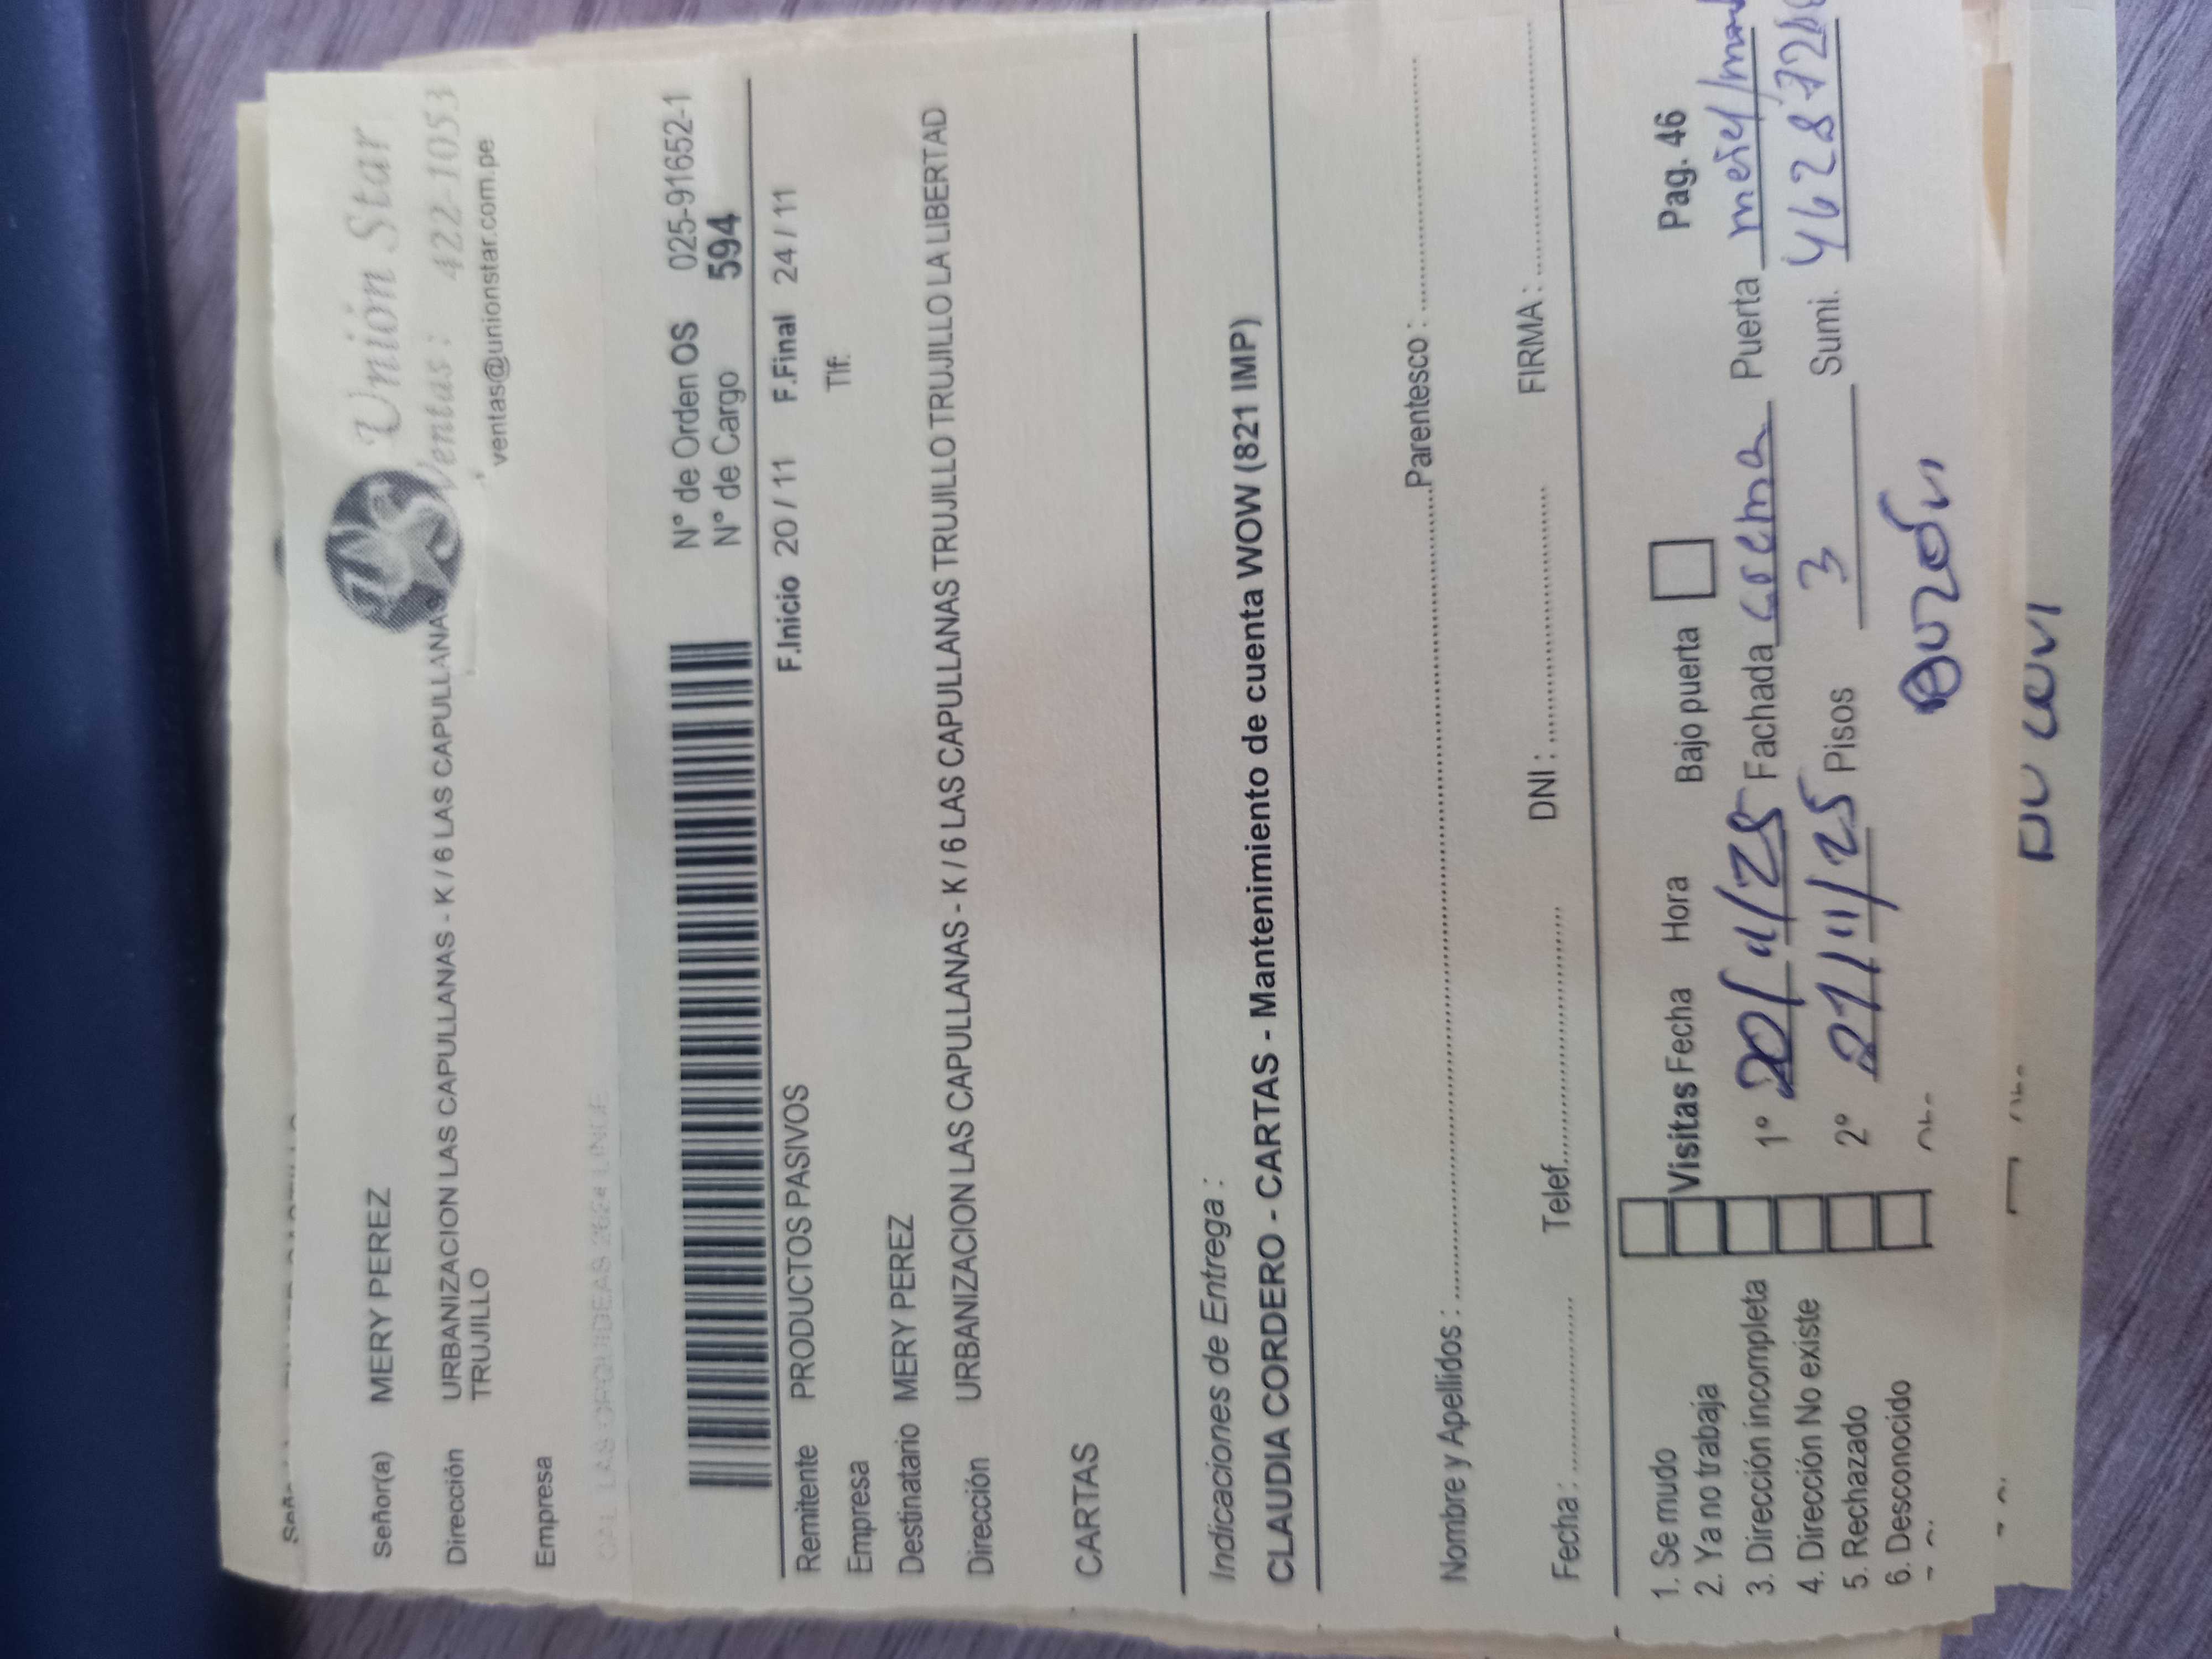 Unión Star
Ventas: 422-1053
ventas@unionstar.com.pe
Señor(a) MERY PEREZ
Dirección URBANIZACION LAS CAPULLANAS - K / 6 LAS CAPULLANAS
TRUJILLO
Empresa
N° de Orden OS 025-91652-1
N° de Cargo 594
F.Inicio 20 / 11 F.Final 24 / 11
Remitente PRODUCTOS PASIVOS
Empresa Tlf.
Destinatario MERY PEREZ
Dirección URBANIZACION LAS CAPULLANAS - K / 6 LAS CAPULLANAS TRUJILLO TRUJILLO LA LIBERTAD
CARTAS
Indicaciones de Entrega :
CLAUDIA CORDERO - CARTAS - Mantenimiento de cuenta WOW (821 IMP)
Nombre y Apellidos : Parentesco :
Fecha : Telef. DNI : FIRMA :
1. Se mudo
2. Ya no trabaja
3. Dirección incompleta
4. Dirección No existe
5. Rechazado
6. Desconocido
Visitas Fecha Hora Bajo puerta Pag. 46
1º 20/11/25 Fachada crema Puerta
2º 21/11/25 Pisos 3 Sumi.
Buzón